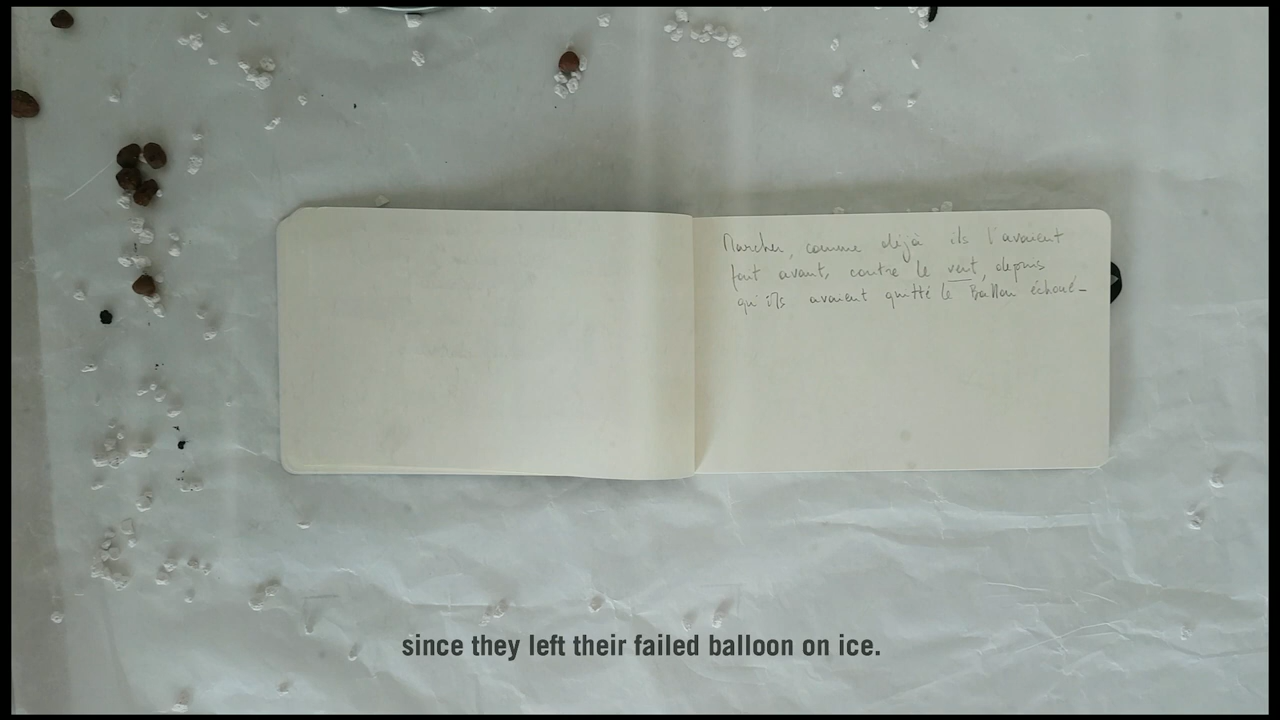 Marcher, comme déjà ils l'avaient
fait avant, contre le vent, depuis
qu'ils avaient quitté le Ballon échoué_
since they left their failed balloon on ice.